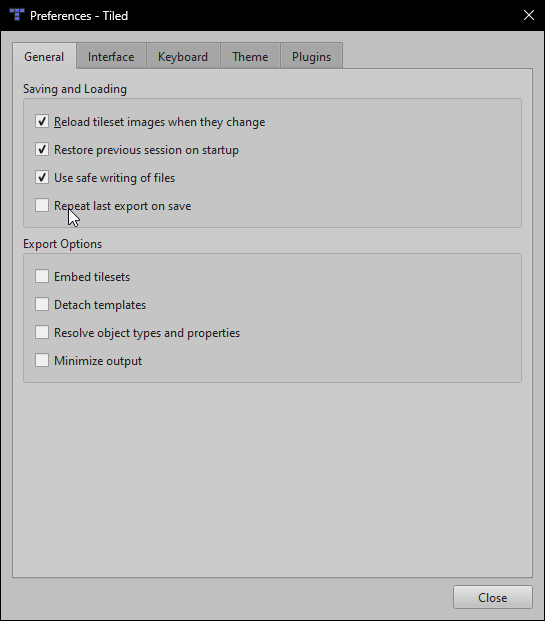 Preferences - Tiled
General Interface Keyboard Theme Plugins
Saving and Loading
Reload tileset images when they change
Restore previous session on startup
Use safe writing of files
Repeat last export on save
Export Options
Embed tilesets
Detach templates
Resolve object types and properties
Minimize output
Close